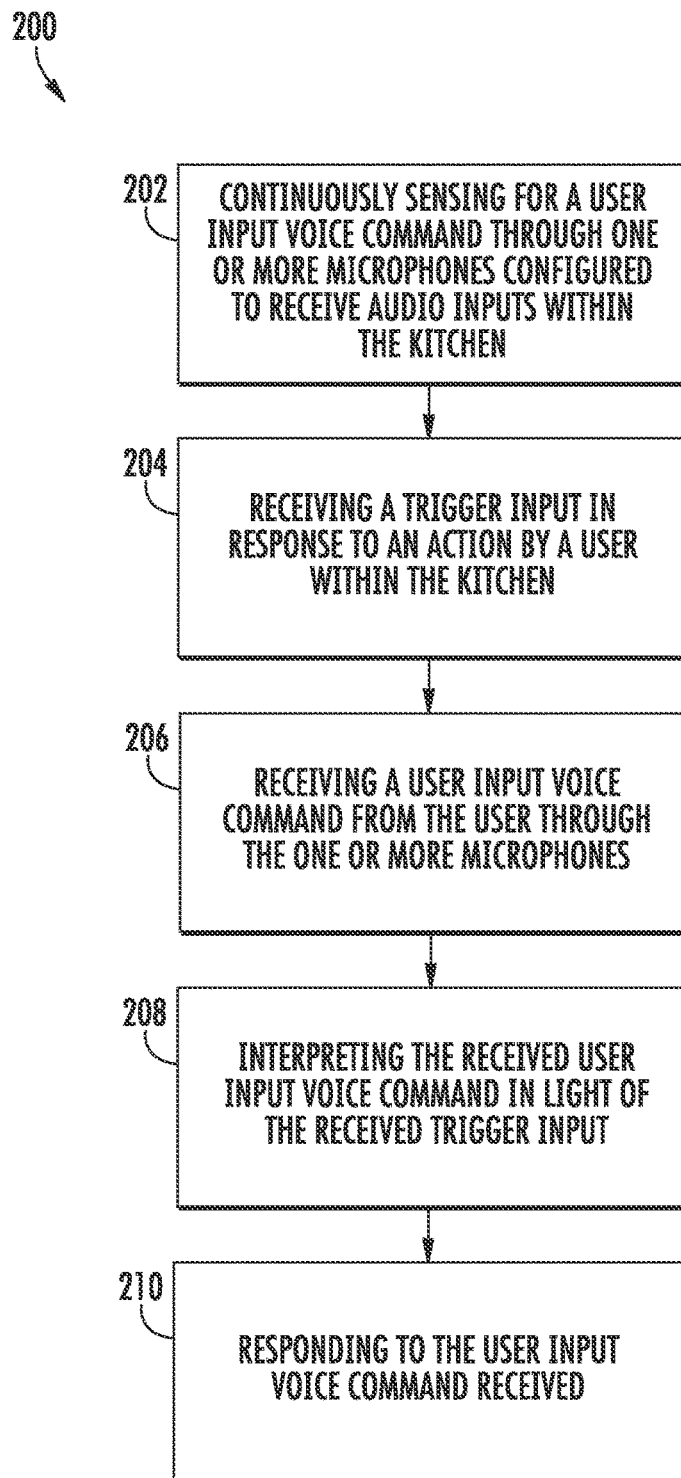 200
202
CONTINUOUSLY SENSING FOR A USER
INPUT VOICE COMMAND THROUGH ONE
OR MORE MICROPHONES CONFIGURED
TO RECEIVE AUDIO INPUTS WITHIN
THE KITCHEN
204
RECEIVING A TRIGGER INPUT IN
RESPONSE TO AN ACTION BY A USER
WITHIN THE KITCHEN
206
RECEIVING A USER INPUT VOICE
COMMAND FROM THE USER THROUGH
THE ONE OR MORE MICROPHONES
208
INTERPRETING THE RECEIVED USER
INPUT VOICE COMMAND IN LIGHT OF
THE RECEIVED TRIGGER INPUT
210
RESPONDING TO THE USER INPUT
VOICE COMMAND RECEIVED